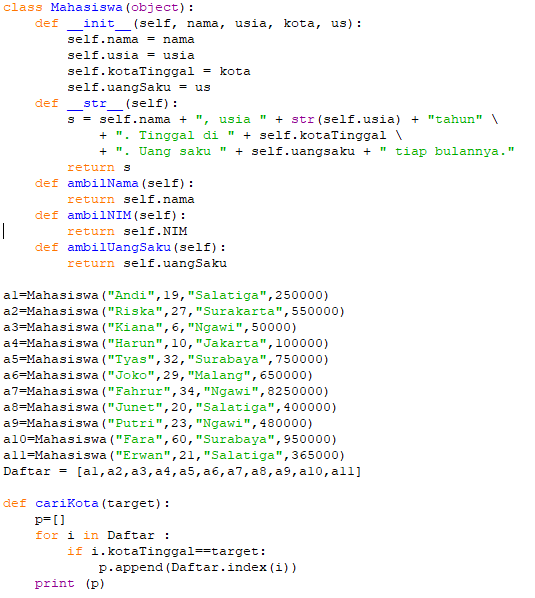 class Mahasiswa(object):
    def __init__(self, nama, usia, kota, us):
        self.nama = nama
        self.usia = usia
        self.kotaTinggal = kota
        self.uangSaku = us
    def __str__(self):
        s = self.nama + ", usia " + str(self.usia) + "tahun" \
            + ". Tinggal di " + self.kotaTinggal \
            + ". Uang saku " + self.uangsaku + " tiap bulannya."
        return s
    def ambilNama(self):
        return self.nama
    def ambilNIM(self):
        return self.NIM
    def ambilUangSaku(self):
        return self.uangSaku

a1=Mahasiswa("Andi",19,"Salatiga",250000)
a2=Mahasiswa("Riska",27,"Surakarta",550000)
a3=Mahasiswa("Kiana",6,"Ngawi",50000)
a4=Mahasiswa("Harun",10,"Jakarta",100000)
a5=Mahasiswa("Tyas",32,"Surabaya",750000)
a6=Mahasiswa("Joko",29,"Malang",650000)
a7=Mahasiswa("Fahrur",34,"Ngawi",8250000)
a8=Mahasiswa("Junet",20,"Salatiga",400000)
a9=Mahasiswa("Putri",23,"Ngawi",480000)
a10=Mahasiswa("Fara",60,"Surabaya",950000)
a11=Mahasiswa("Erwan",21,"Salatiga",365000)
Daftar = [a1,a2,a3,a4,a5,a6,a7,a8,a9,a10,a11]

def cariKota(target):
    p=[]
    for i in Daftar :
        if i.kotaTinggal==target:
            p.append(Daftar.index(i))
    print (p)